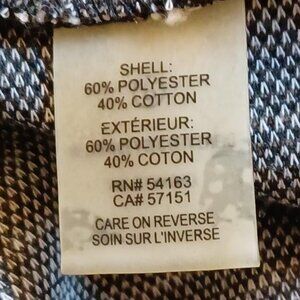 SHELL:
60% POLYESTER
40% COTTON
EXTÉRIEUR:
60% POLYESTER
40% COTON
RN# 54163
CA# 57151
CARE ON REVERSE
SOIN SUR L'INVERSE